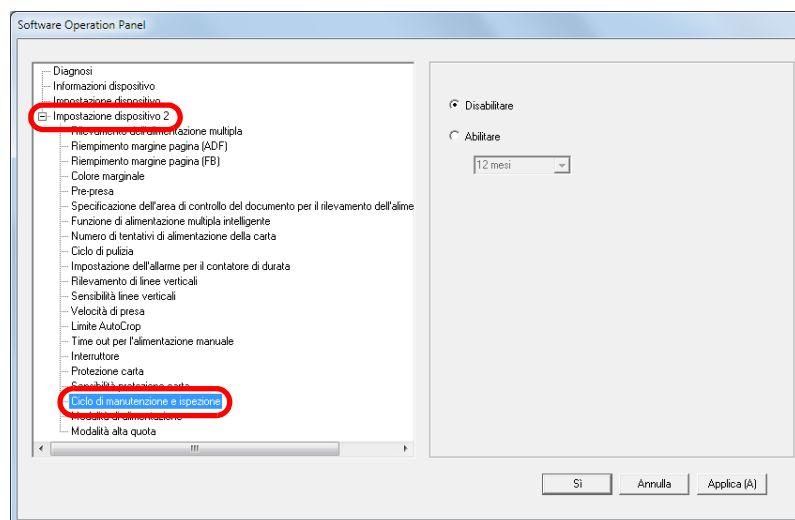 Software Operation Panel
Diagnosi
Informazioni dispositivo
Impostazione dispositivo
Impostazione dispositivo 2
Rilevamento dell'alimentazione multipla
Riempimento margine pagina (ADF)
Riempimento margine pagina (FB)
Colore marginale
Pre-presa
Specificazione dell'area di controllo del documento per il rilevamento dell'alime
Funzione di alimentazione multipla intelligente
Numero di tentativi di alimentazione della carta
Ciclo di pulizia
Impostazione dell'allarme per il contatore di durata
Rilevamento di linee verticali
Sensibilità linee verticali
Velocità di presa
Limite AutoCrop
Time out per l'alimentazione manuale
Interruttore
Protezione carta
Sensibilità protezione carta
Ciclo di manutenzione e ispezione
Modalità di alimentazione
Modalità alta quota
Disabilitare
Abilitare
12 mesi
Sì
Annulla
Applica (A)